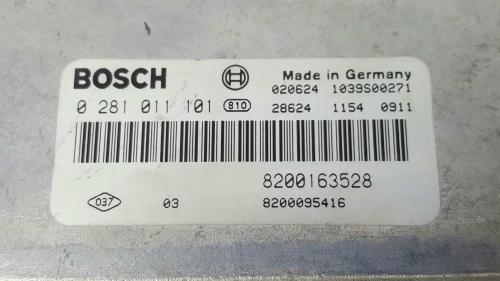 BOSCH Made in Germany
020624 1039S00271
0 281 011 101 810 28624 1154 0911
8200163528
037 03 8200095416